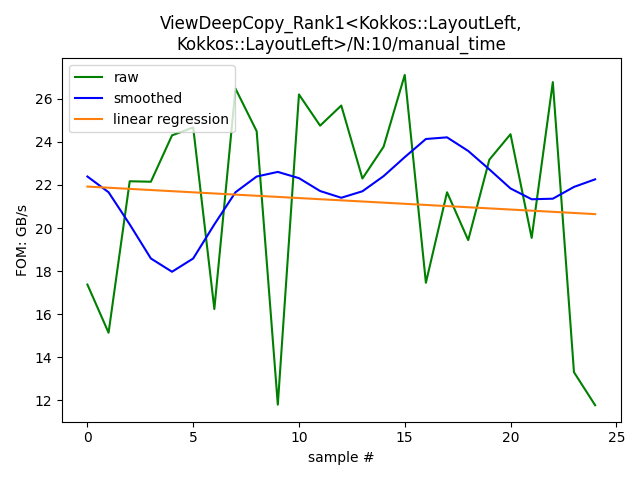 ViewDeepCopy_Rank1<Kokkos::LayoutLeft,
Kokkos::LayoutLeft>/N:10/manual_time
raw
smoothed
linear regression
FOM: GB/s
26
24
22
20
18
16
14
12
0
5
10
15
20
25
sample #